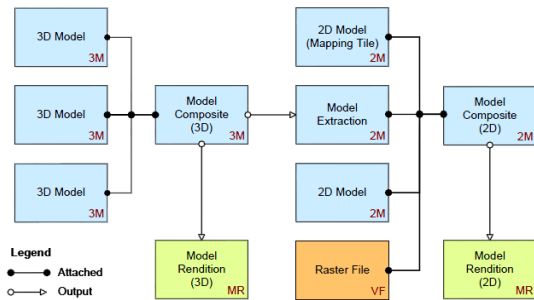 3D Model
3M
3D Model
3M
3D Model
3M
Model
Composite
(3D)
3M
Model
Rendition
(3D)
MR
2D Model
(Mapping Tile)
2M
Model
Extraction
2M
2D Model
2M
Raster File
VF
Model
Composite
(2D)
2M
Model
Rendition
(2D)
MR
Legend
Attached
Output